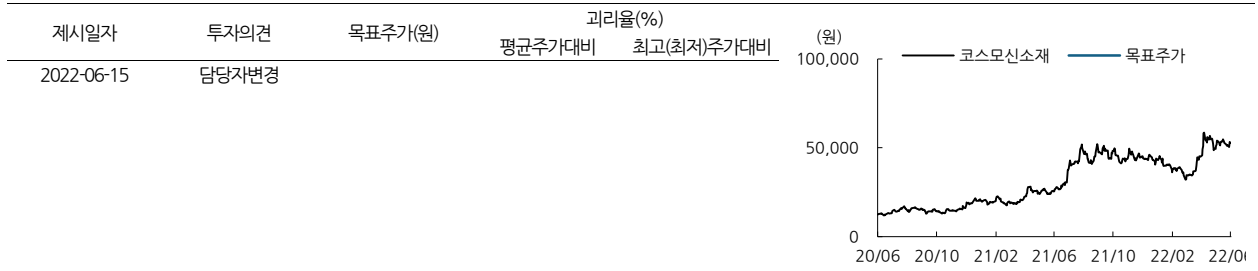 제시일자 투자의견 목표주가(원) 괴리율(%)
평균주가대비 최고(최저)주가대비
2022-06-15 담당자변경
(원)
코스모신소재 목표주가
100,000
50,000
0
20/06 20/10 21/02 21/06 21/10 22/02 22/06